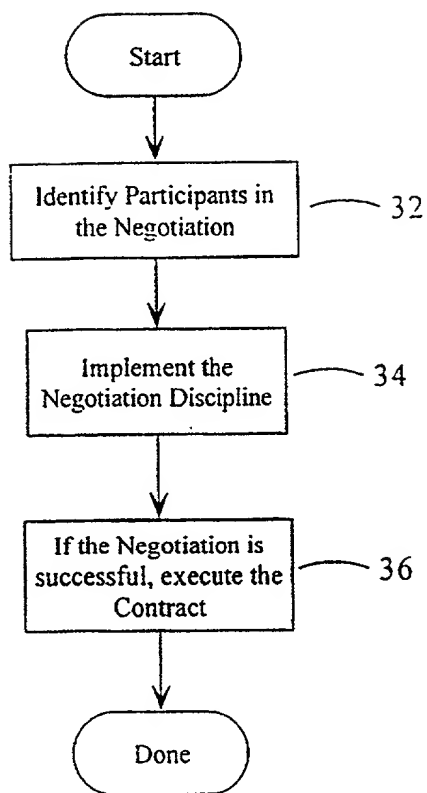 Start
Identify Participants in
the Negotiation
32
Implement the
Negotiation Discipline
34
If the Negotiation is
successful, execute the
Contract
36
Done